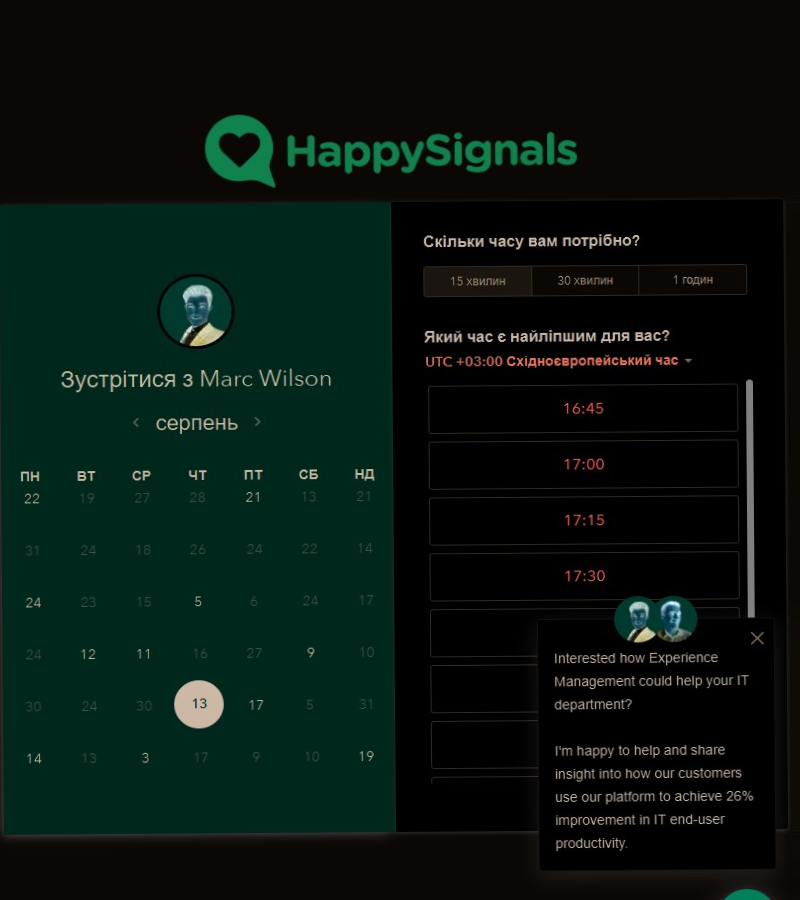 HappySignals
Зустрітися з Marc Wilson
серпень
ПН ВТ СР ЧТ ПТ СБ НД
22 19 27 28 21 13 21
31 24 18 26 24 22 14
24 23 15 5 6 24 17
24 12 11 16 27 9 10
30 24 30 13 17 5 31
14 13 3 17 9 10 19
Скільки часу вам потрібно?
15 хвилин 30 хвилин 1 годин
Який час є найліпшим для вас?
UTC +03:00 Східноєвропейський час
16:45
17:00
17:15
17:30
Interested how Experience
Management could help your IT
department?
I'm happy to help and share
insight into how our customers
use our platform to achieve 26%
improvement in IT end-user
productivity.